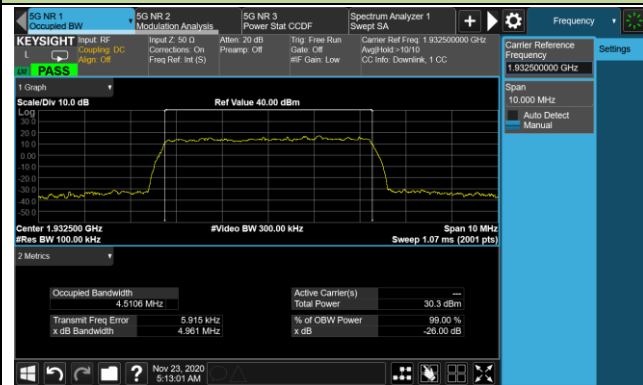 5G NR 1
Occupied BW
5G NR 2
Modulation Analysis
5G NR 3
Power Stat CCDF
Spectrum Analyzer 1
Swept SA
Frequency
KEYSIGHT
L
PASS
Input: RF
Coupling: DC
Align: Off
Input Z: 50 Ω
Corrections: On
Freq Ref: Int (S)
Atten: 20 dB
Preamp: Off
Trig: Free Run
Gate: Off
#IF Gain: Low
Carrier Ref Freq: 1.932500000 GHz
Avg|Hold:>10/10
CC Info: Downlink, 1 CC
Carrier Reference
Frequency
1.932500000 GHz
Span
10.000 MHz
Auto Detect
Manual
Settings
1 Graph
Scale/Div 10.0 dB
Ref Value 40.00 dBm
Log
30.0
20.0
10.0
0.00
-10.0
-20.0
-30.0
-40.0
-50.0
Center 1.932500 GHz
#Res BW 100.00 kHz
#Video BW 300.00 kHz
Span 10 MHz
Sweep 1.07 ms (2001 pts)
2 Metrics
Occupied Bandwidth
4.5106 MHz
Transmit Freq Error 5.915 kHz
x dB Bandwidth 4.961 MHz
Active Carrier(s) ---
Total Power 30.3 dBm
% of OBW Power 99.00 %
x dB -26.00 dB
?
Nov 23, 2020
5:13:01 AM